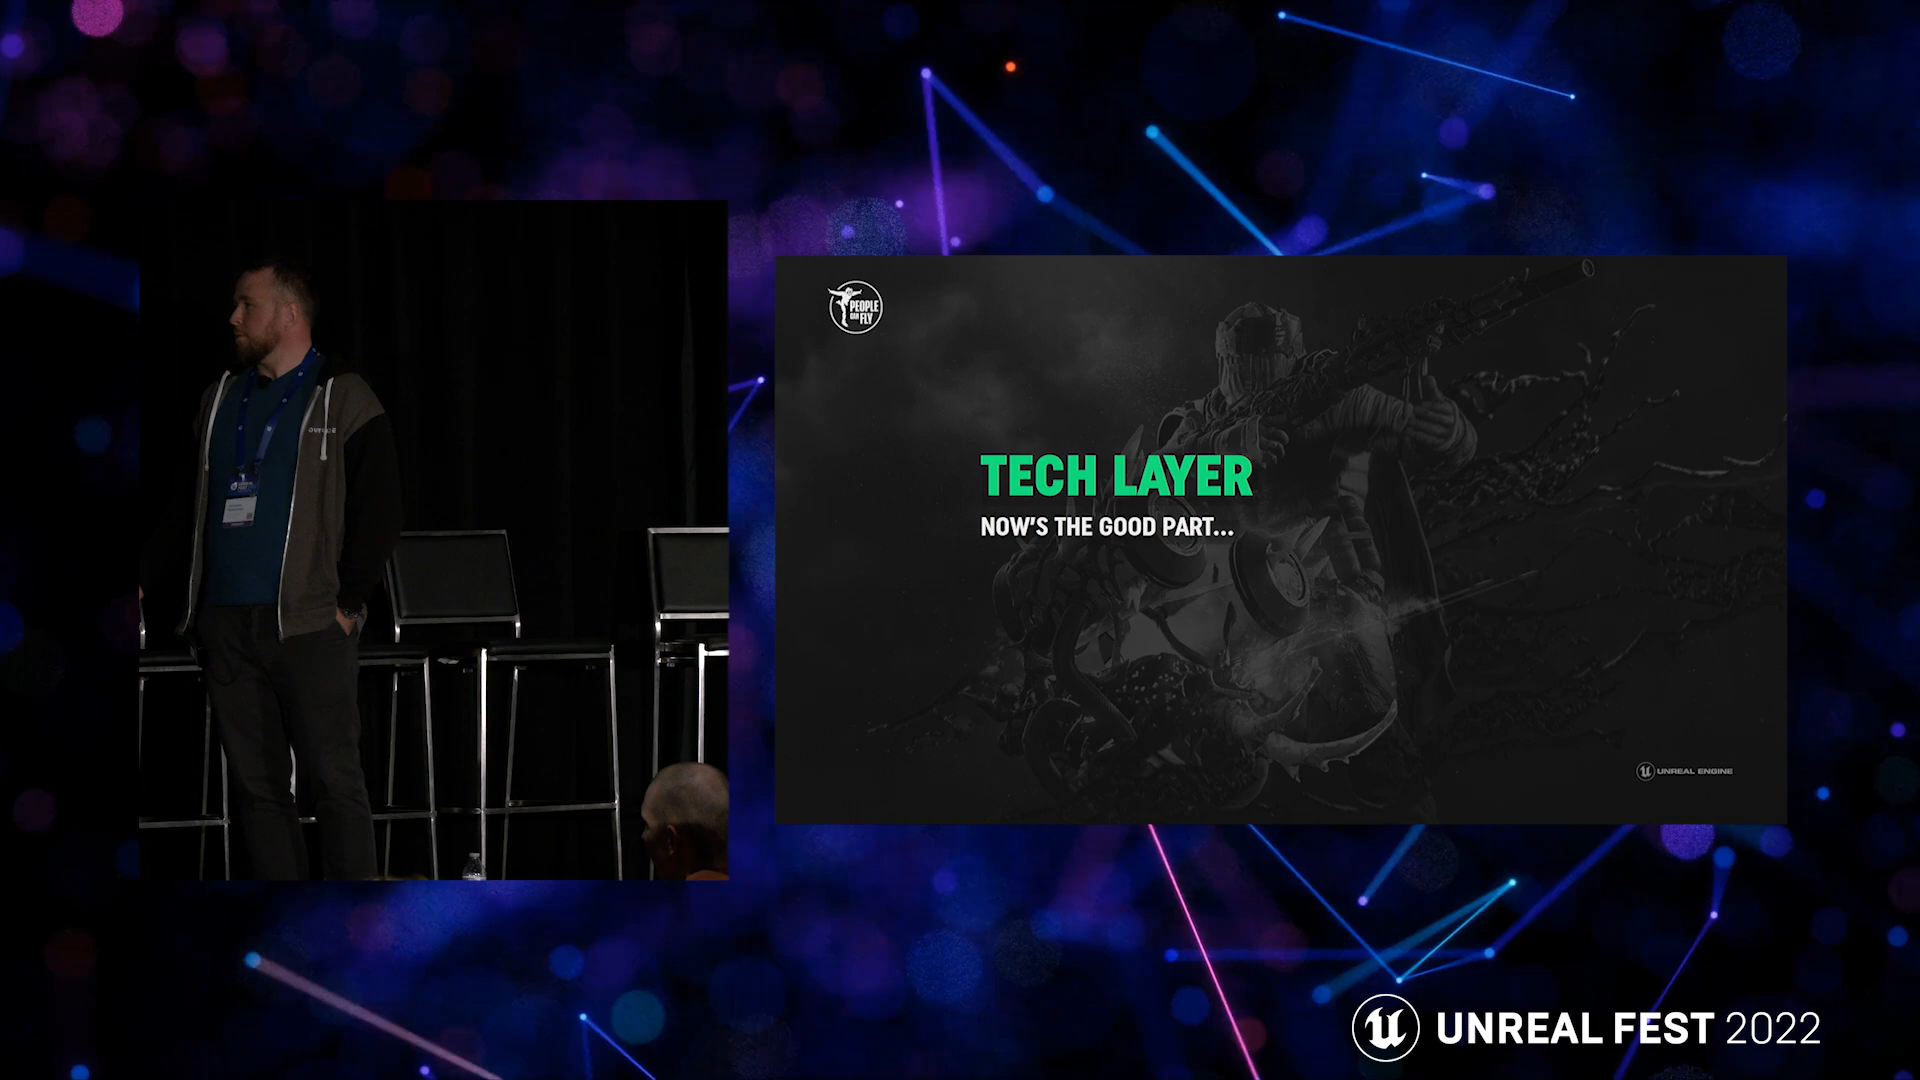 PEOPLE
CAN
FLY
TECH LAYER
NOW'S THE GOOD PART...
UNREAL ENGINE
UNREAL FEST 2022